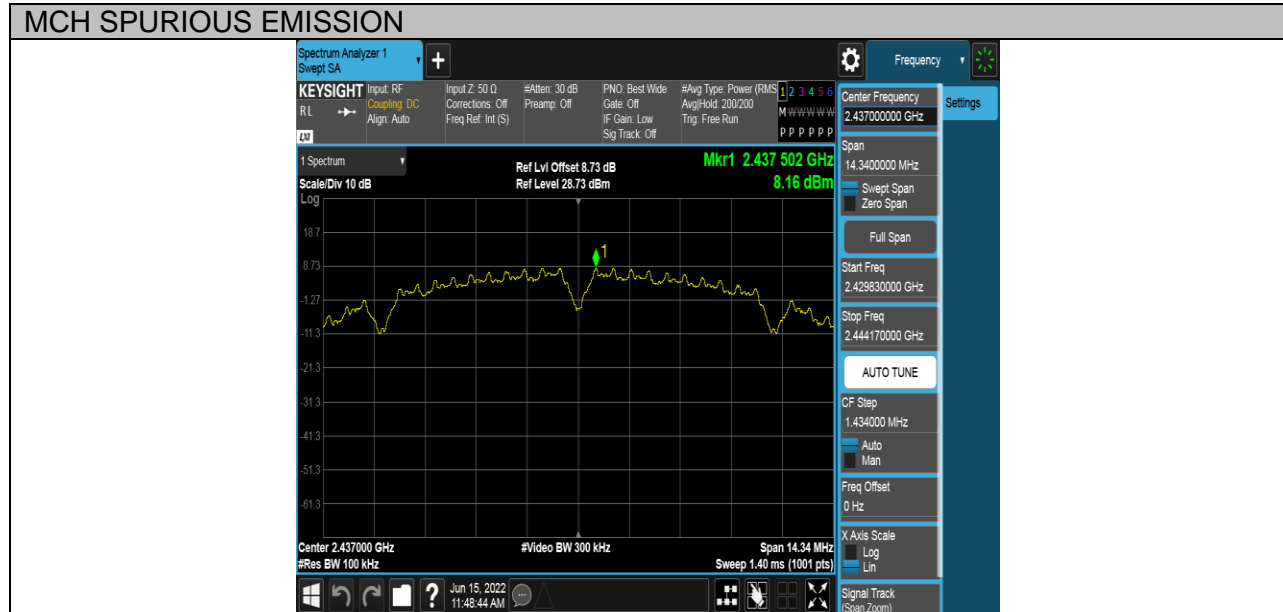 MCH SPURIOUS EMISSION
Spectrum Analyzer 1
Swept SA
+
Frequency
KEYSIGHT Input: RF Input Z: 50 Ω #Atten: 30 dB PNO: Best Wide #Avg Type: Power (RMS 1 2 3 4 5 6
RL Coupling: DC Corrections: Off Preamp: Off Gate: Off Avg|Hold: 200/200 M W W W W W
Align: Auto Freq Ref: Int (S) IF Gain: Low Trig: Free Run
LXI Sig Track: Off P P P P P P
1 Spectrum
Ref Lvl Offset 8.73 dB Mkr1 2.437 502 GHz
Scale/Div 10 dB Ref Level 28.73 dBm 8.16 dBm
Log
18.7
8.73
1
-1.27
-11.3
-21.3
-31.3
-41.3
-51.3
-61.3
Center 2.437000 GHz #Video BW 300 kHz Span 14.34 MHz
#Res BW 100 kHz Sweep 1.40 ms (1001 pts)
Center Frequency
2.437000000 GHz
Settings
Span
14.3400000 MHz
Swept Span
Zero Span
Full Span
Start Freq
2.429830000 GHz
Stop Freq
2.444170000 GHz
AUTO TUNE
CF Step
1.434000 MHz
Auto
Man
Freq Offset
0 Hz
X Axis Scale
Log
Lin
Signal Track
(Span Zoom)
?
Jun 15, 2022
11:48:44 AM